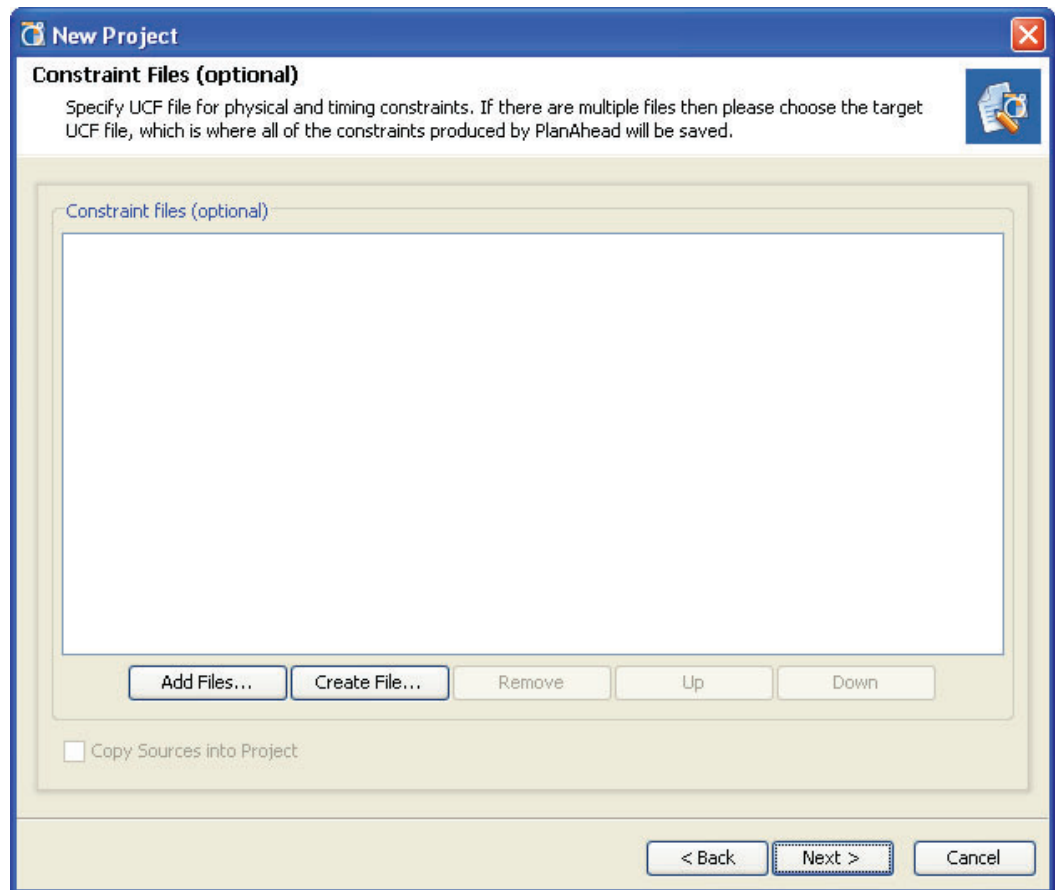 New Project
Constraint Files (optional)
Specify UCF file for physical and timing constraints. If there are multiple files then please choose the target
UCF file, which is where all of the constraints produced by PlanAhead will be saved.
Constraint files (optional)
Add Files...
Create File...
Remove
Up
Down
Copy Sources into Project
< Back
Next >
Cancel